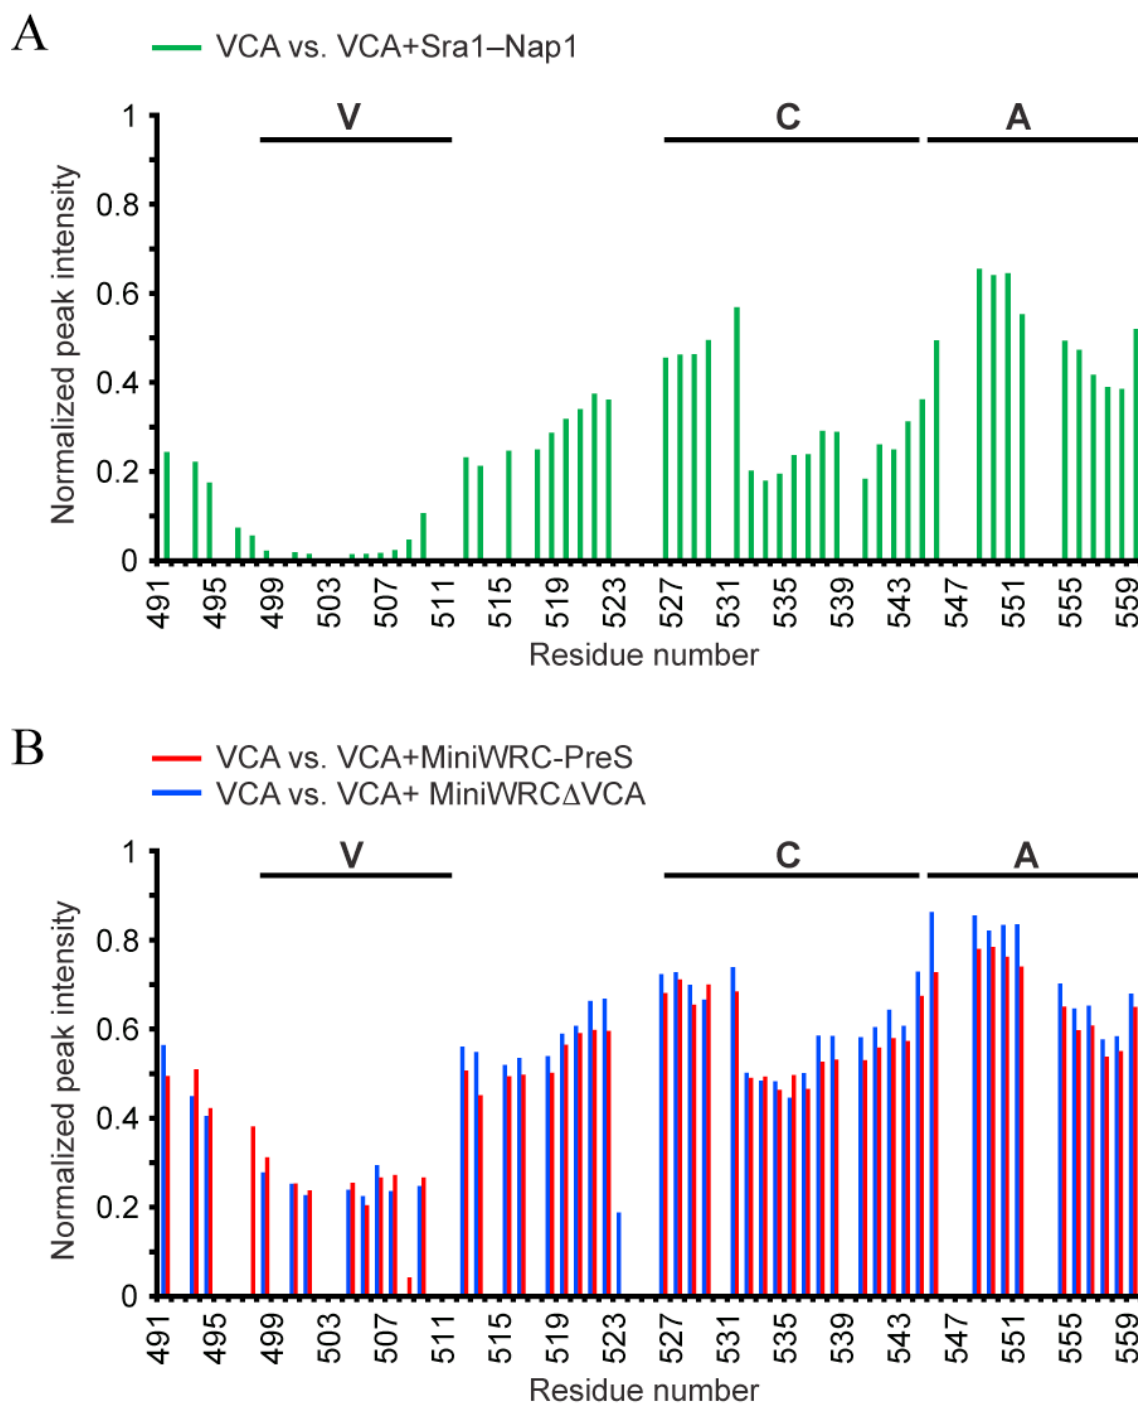 A
VCA vs. VCA+Sra1–Nap1
V
C
A
Normalized peak intensity
1
0.8
0.6
0.4
0.2
0
491 495 499 503 507 511 515 519 523 527 531 535 539 543 547 551 555 559
Residue number
B
VCA vs. VCA+MiniWRC-PreS
VCA vs. VCA+ MiniWRCΔVCA
V
C
A
Normalized peak intensity
1
0.8
0.6
0.4
0.2
0
491 495 499 503 507 511 515 519 523 527 531 535 539 543 547 551 555 559
Residue number